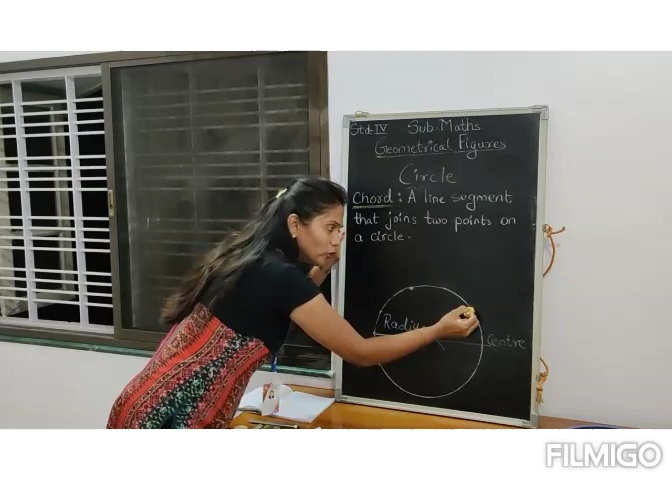 Std-IV Sub-Maths
Geometrical Figures
Circle
Chord : A line segment
that joins two points on
a circle.
Radius
Centre
FILMIGO